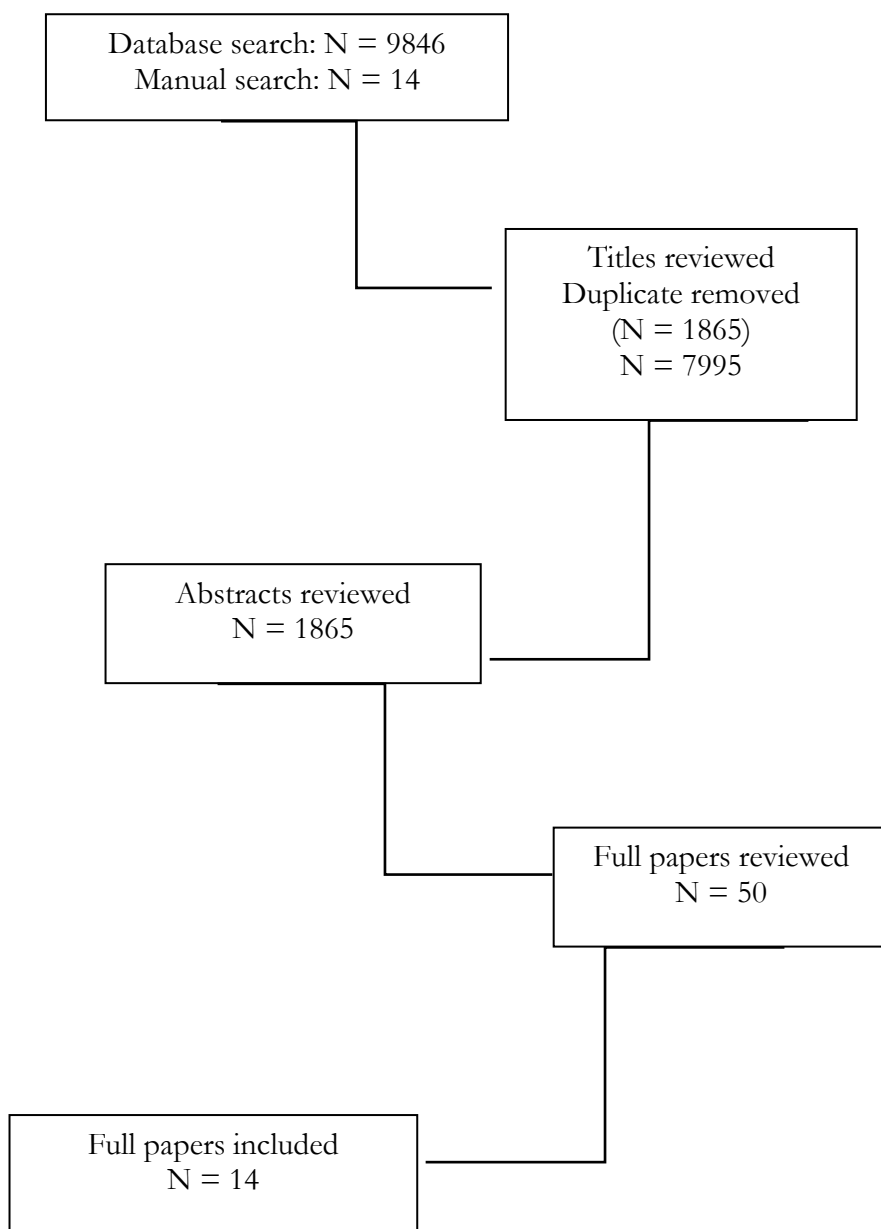 Database search: N = 9846
Manual search: N = 14
Titles reviewed
Duplicate removed
(N = 1865)
N = 7995
Abstracts reviewed
N = 1865
Full papers reviewed
N = 50
Full papers included
N = 14